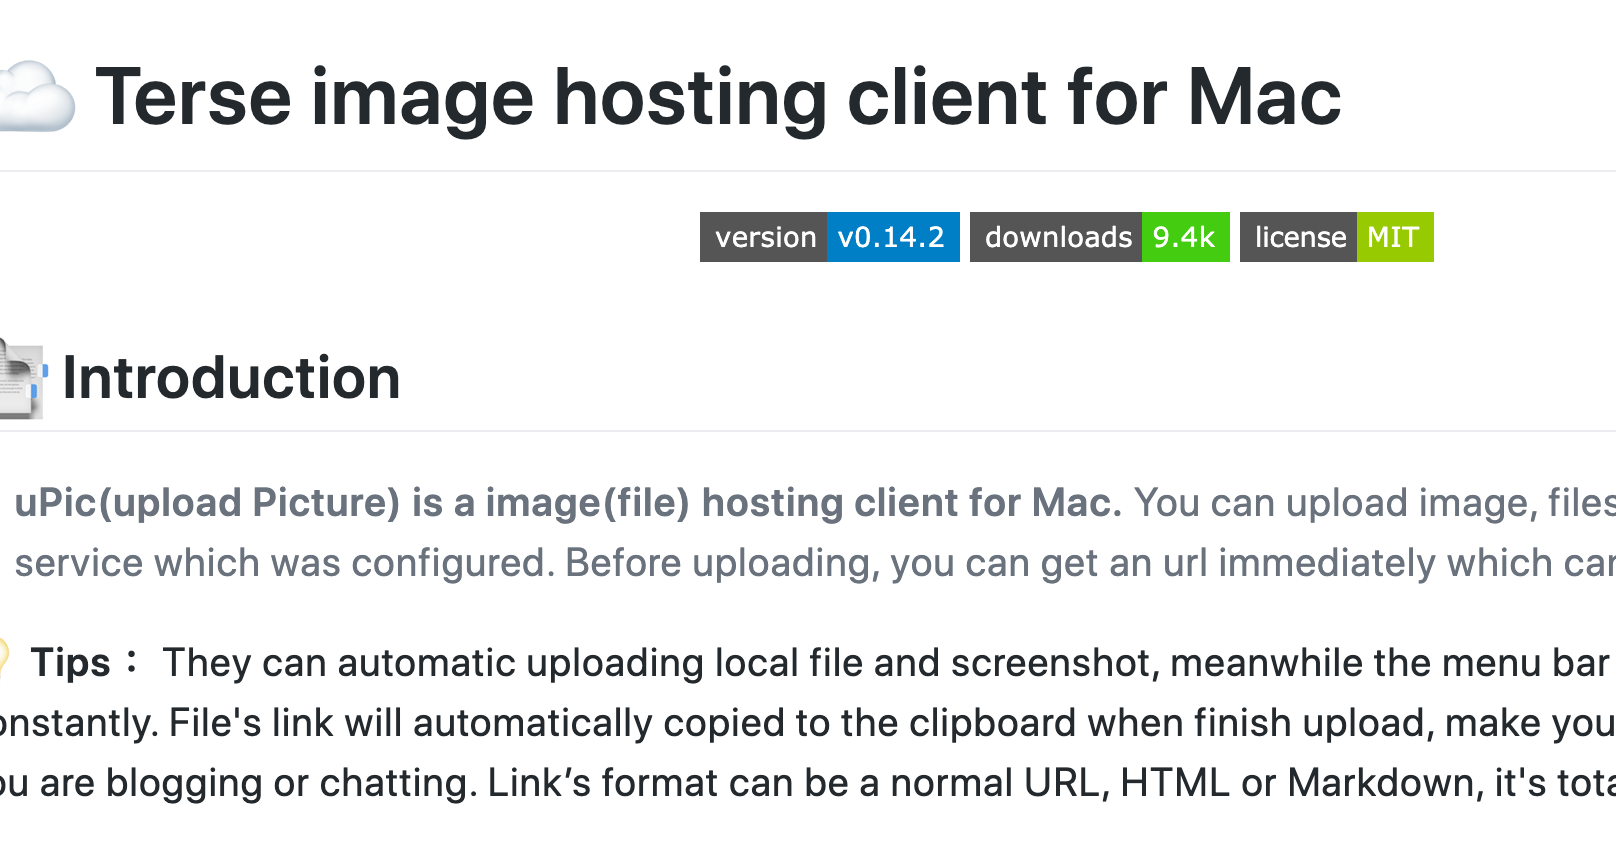 Terse image hosting client for Mac
version v0.14.2 downloads 9.4k license MIT
Introduction
uPic(upload Picture) is a image(file) hosting client for Mac. You can upload image, files
service which was configured. Before uploading, you can get an url immediately which can
Tips： They can automatic uploading local file and screenshot, meanwhile the menu bar
onstantly. File's link will automatically copied to the clipboard when finish upload, make you
ou are blogging or chatting. Link’s format can be a normal URL, HTML or Markdown, it's tota